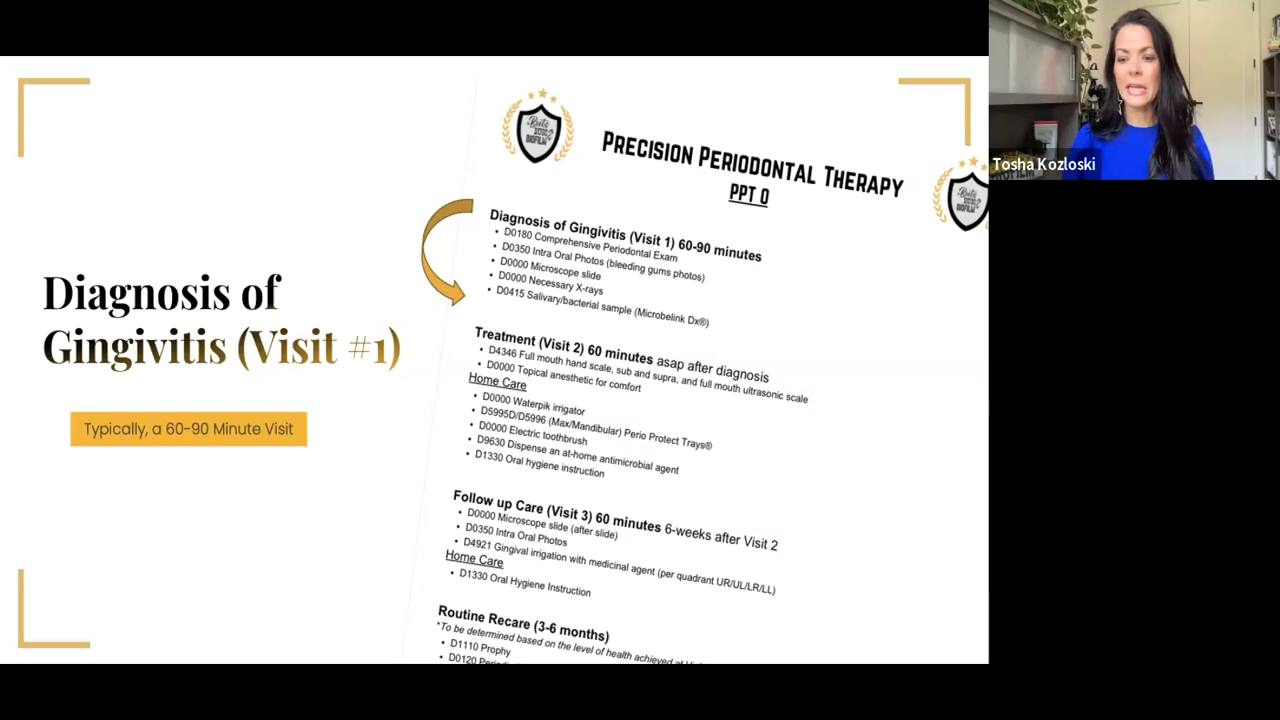 Diagnosis of
Gingivitis (Visit #1)
Typically, a 60-90 Minute Visit
PRECISION PERIODONTAL THERAPY
PPT 0
Diagnosis of Gingivitis (Visit 1) 60-90 minutes
• D0180 Comprehensive Periodontal Exam
• D0350 Intra Oral Photos (bleeding gums photos)
• D0000 Microscope slide
• D0000 Necessary X-rays
• D0415 Salivary/bacterial sample (Microbelink Dx®)
Treatment (Visit 2) 60 minutes asap after diagnosis
• D4346 Full mouth hand scale, sub and supra, and full mouth ultrasonic scale
• D0000 Topical anesthetic for comfort
Home Care
• D0000 Waterpik irrigator
• D5995D/D5996 (Max/Mandibular) Perio Protect Trays®
• D0000 Electric toothbrush
• D9630 Dispense an at-home antimicrobial agent
• D1330 Oral hygiene instruction
Follow up Care (Visit 3) 60 minutes 6-weeks after Visit 2
• D0000 Microscope slide (after slide)
• D0350 Intra Oral Photos
• D4921 Gingival irrigation with medicinal agent (per quadrant UR/UL/LR/LL)
Home Care
• D1330 Oral Hygiene Instruction
Routine Recare (3-6 months)
*To be determined based on the level of health achieved at
• D1110 Prophy
• D0120
Tosha Kozloski